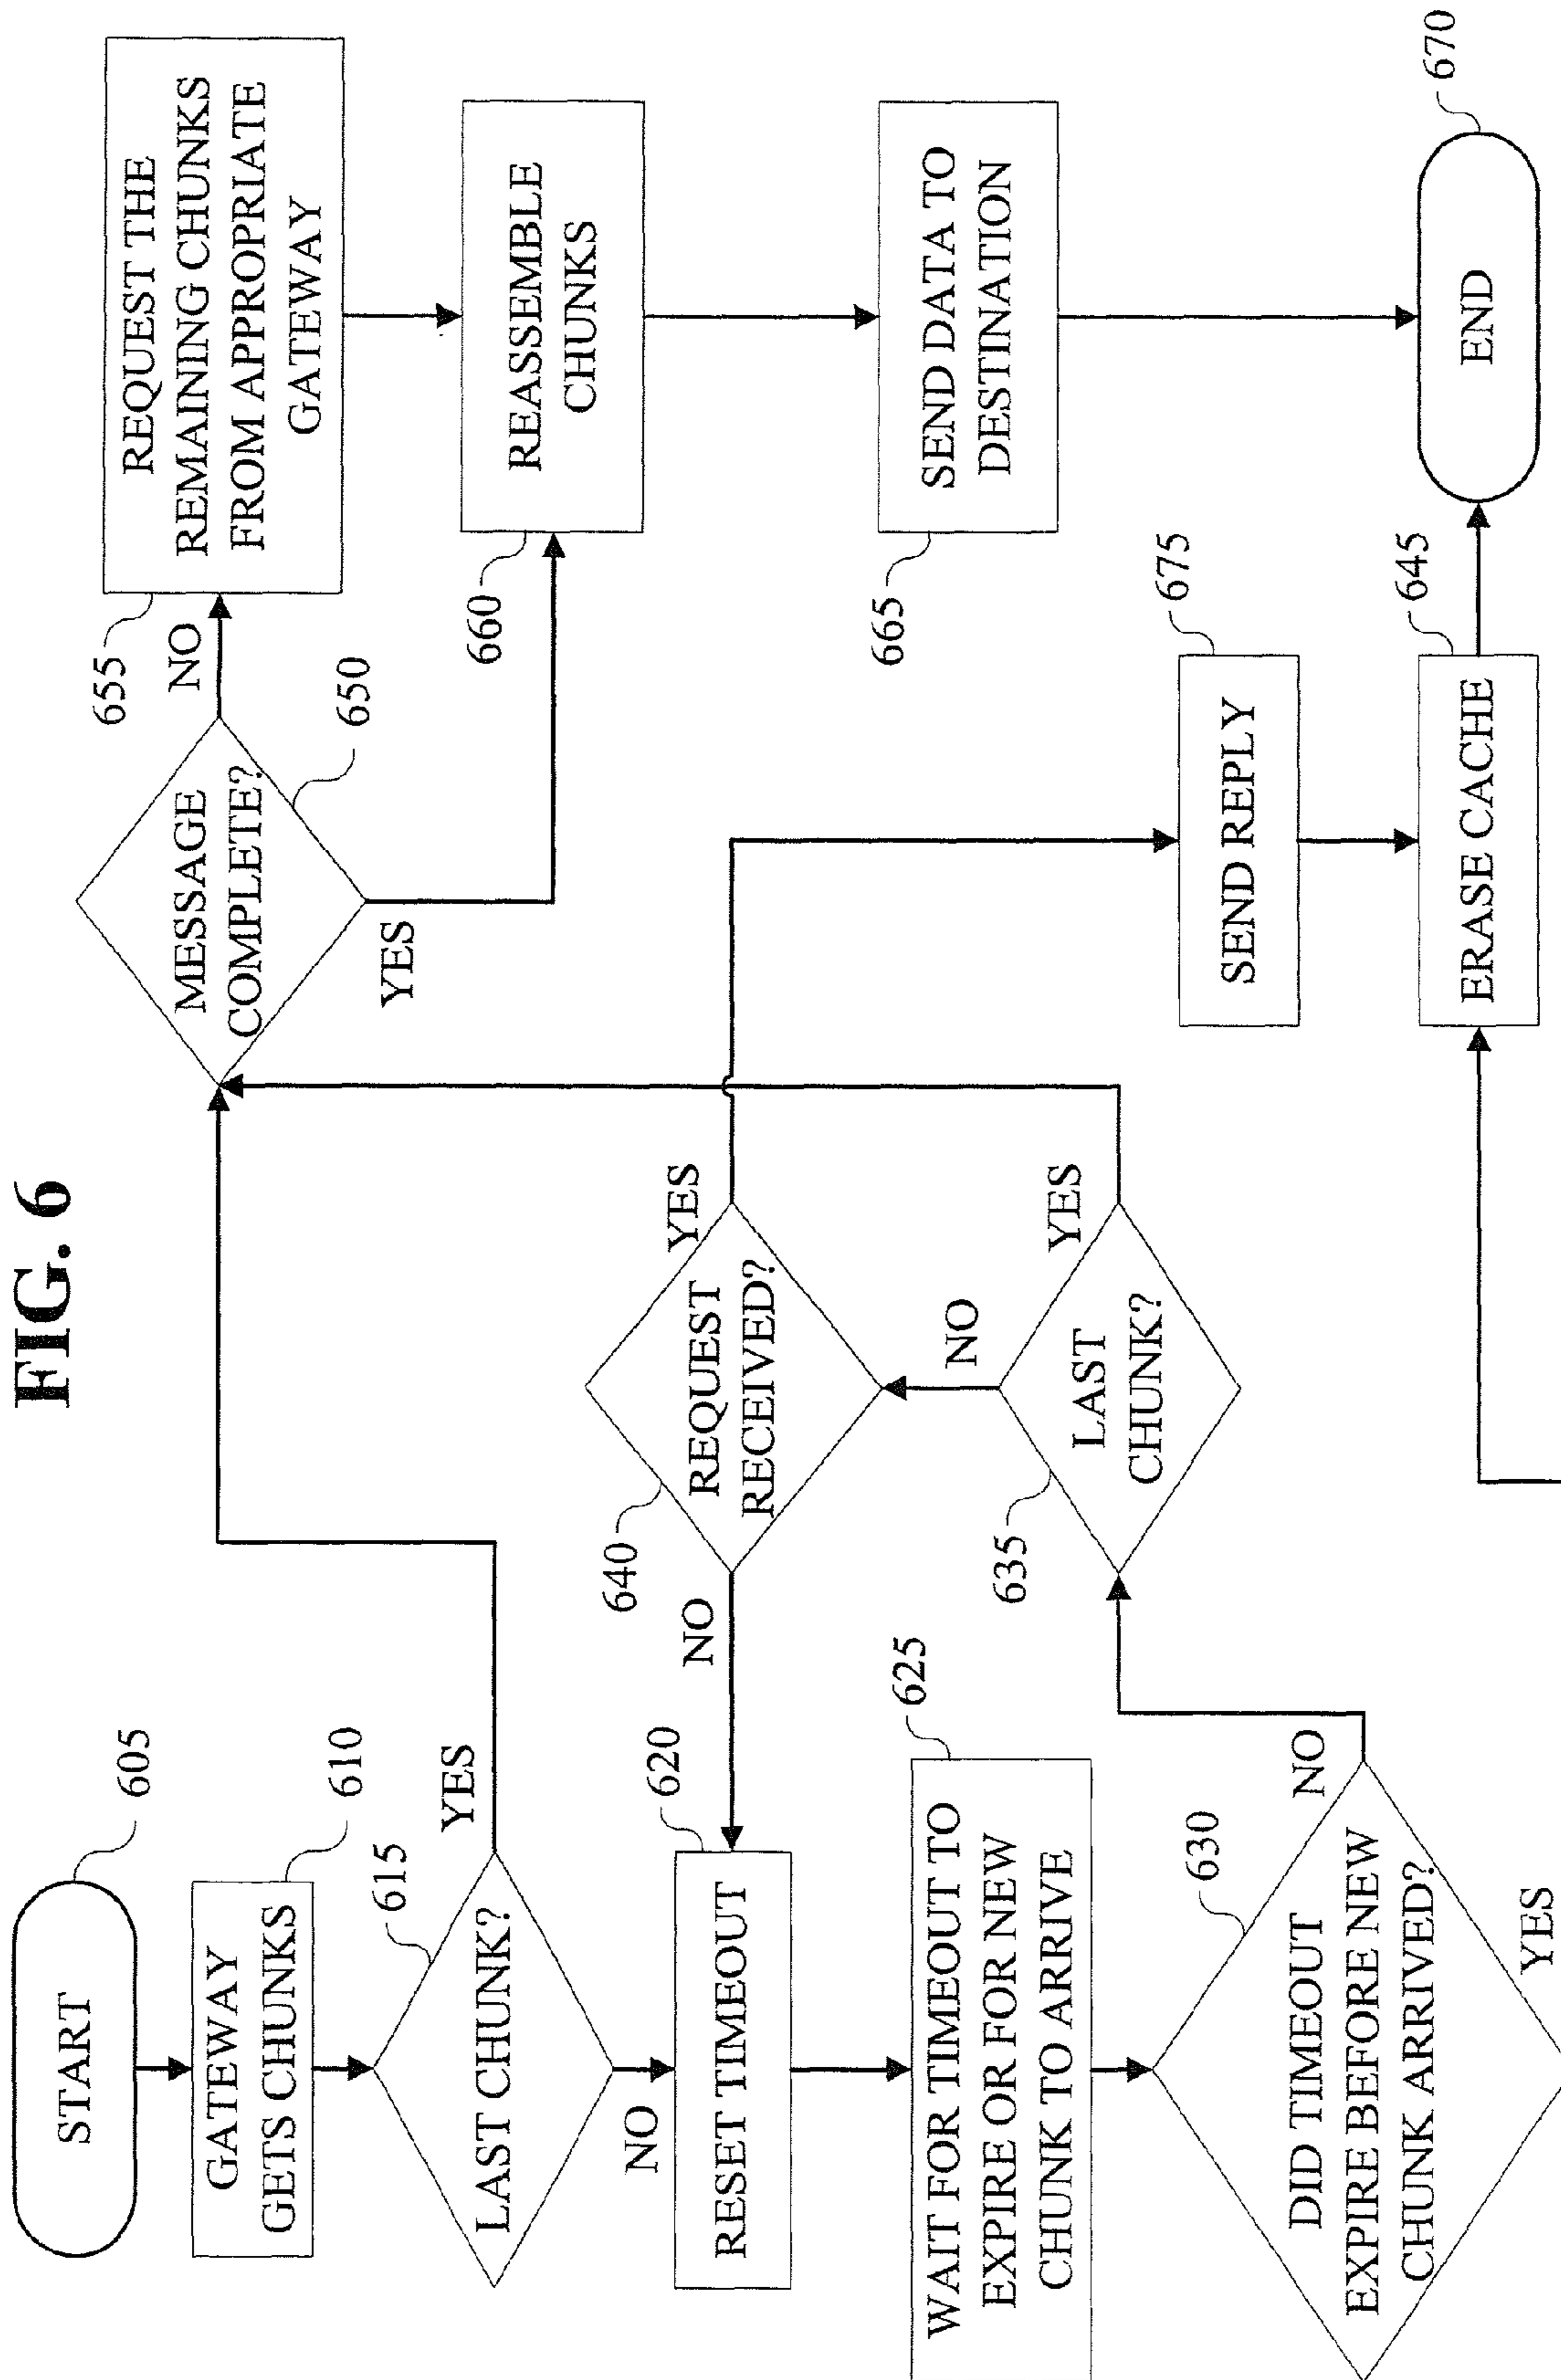 FIG. 6
START
605
GATEWAY
GETS CHUNKS
610
LAST CHUNK?
615
YES
NO
RESET TIMEOUT
620
WAIT FOR TIMEOUT TO
EXPIRE OR FOR NEW
CHUNK TO ARRIVE
625
DID TIMEOUT
EXPIRE BEFORE NEW
CHUNK ARRIVED?
630
NO
YES
REQUEST
RECEIVED?
640
YES
NO
LAST
CHUNK?
635
YES
NO
MESSAGE
COMPLETE?
650
NO
YES
REQUEST THE
REMAINING CHUNKS
FROM APPROPRIATE
GATEWAY
655
REASSEMBLE
CHUNKS
660
SEND DATA TO
DESTINATION
665
SEND REPLY
675
ERASE CACHE
645
END
670